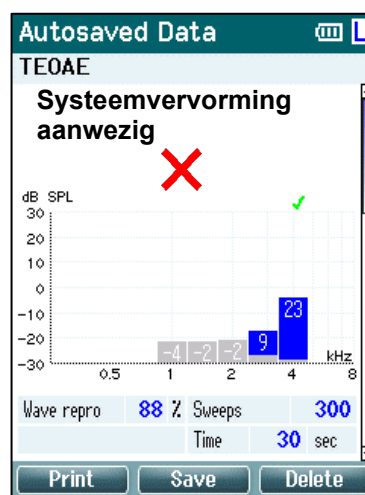 Autosaved Data
L
TEOAE
Systeemvervorming
aanwezig
dB SPL
30
20
10
0
-10
-20
-30
-4 -2 -2 9 23
kHz
0.5 1 2 4 8
Wave repro 88 % Sweeps 300
Time 30 sec
Print Save Delete